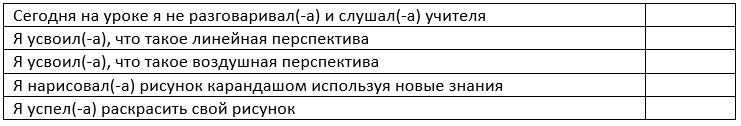 Сегодня на уроке я не разговаривал(-а) и слушал(-а) учителя
Я усвоил(-а), что такое линейная перспектива
Я усвоил(-а), что такое воздушная перспектива
Я нарисовал(-а) рисунок карандашом используя новые знания
Я успел(-а) раскрасить свой рисунок